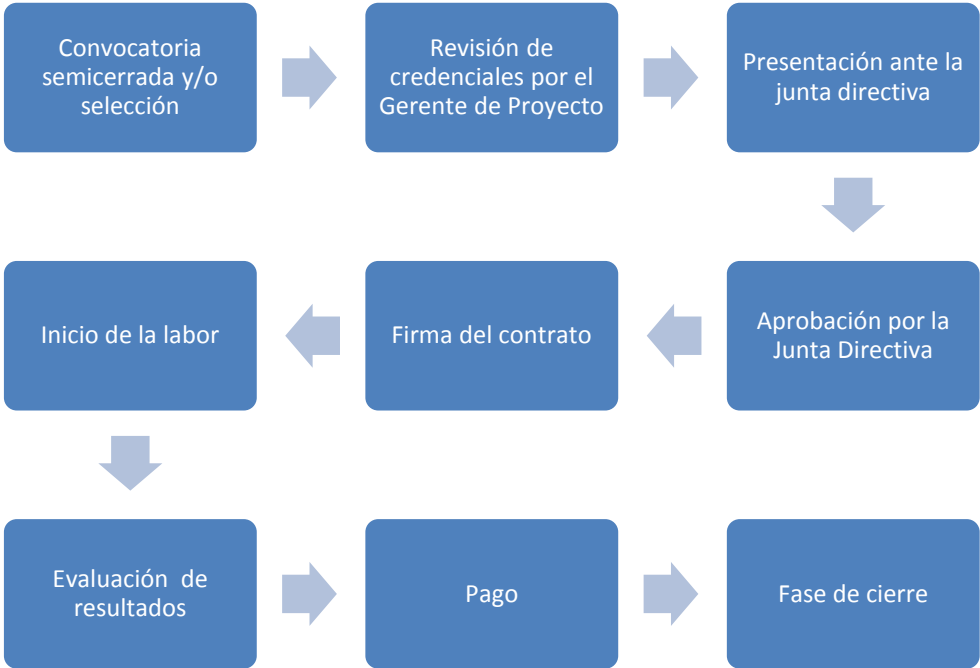 Convocatoria
semicerrada y/o
selección
Revisión de
credenciales por el
Gerente de Proyecto
Presentación ante la
junta directiva
Aprobación por la
Junta Directiva
Firma del contrato
Inicio de la labor
Evaluación  de
resultados
Pago
Fase de cierre